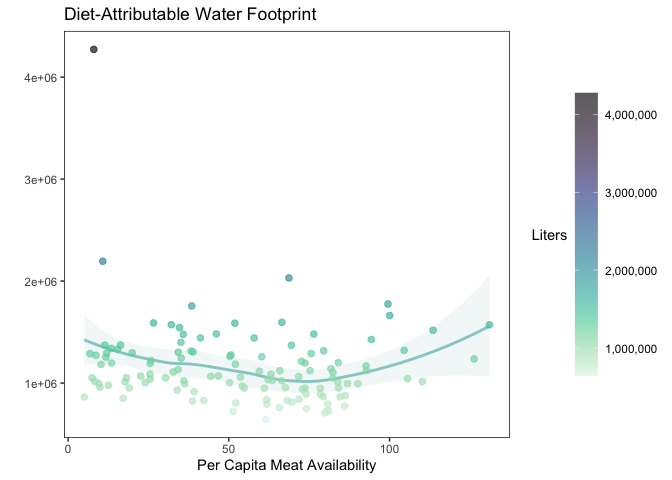 Diet-Attributable Water Footprint
4e+06
3e+06
2e+06
1e+06
0
50
100
Per Capita Meat Availability
Liters
4,000,000
3,000,000
2,000,000
1,000,000